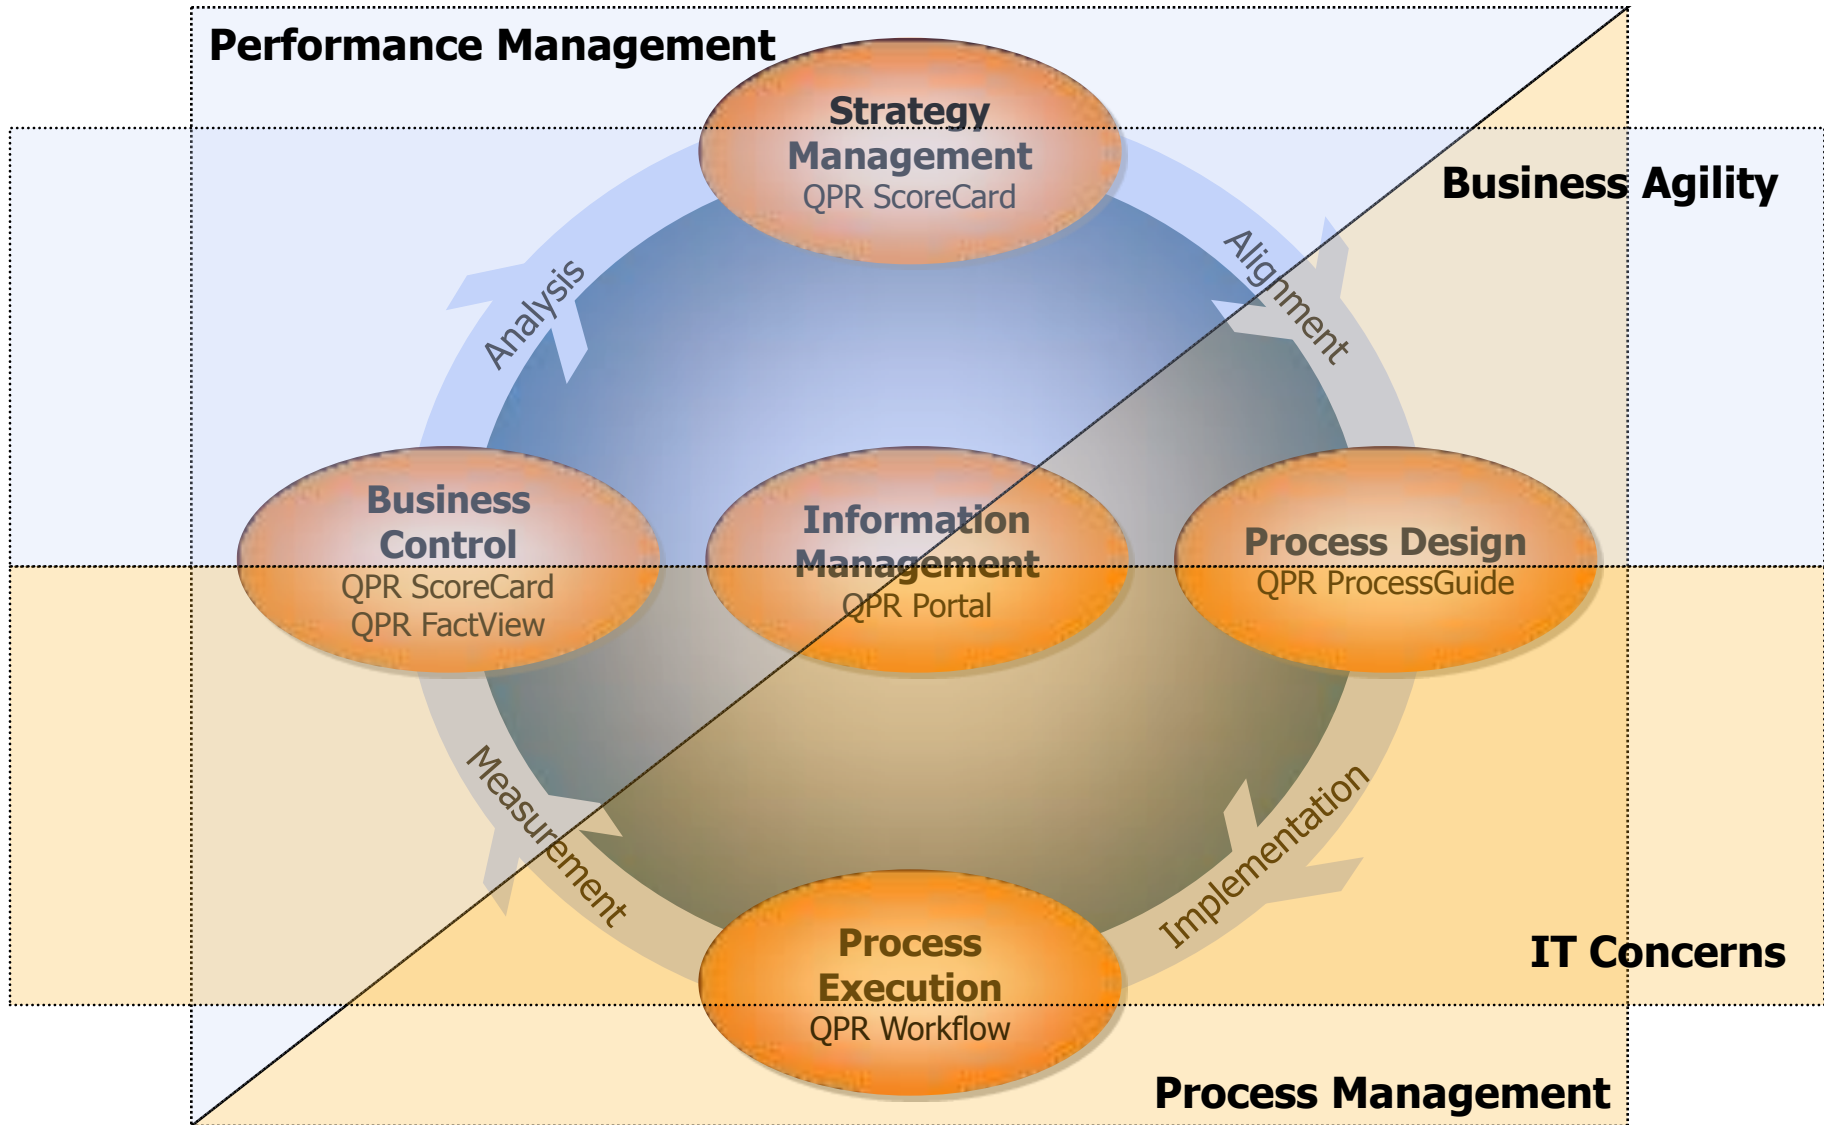 Performance Management
Strategy
Management
QPR ScoreCard
Business Agility
Analysis
Alignment
Business
Control
QPR ScoreCard
QPR FactView
Information
Management
QPR Portal
Process Design
QPR ProcessGuide
Measurement
Implementation
Process
Execution
QPR Workflow
IT Concerns
Process Management